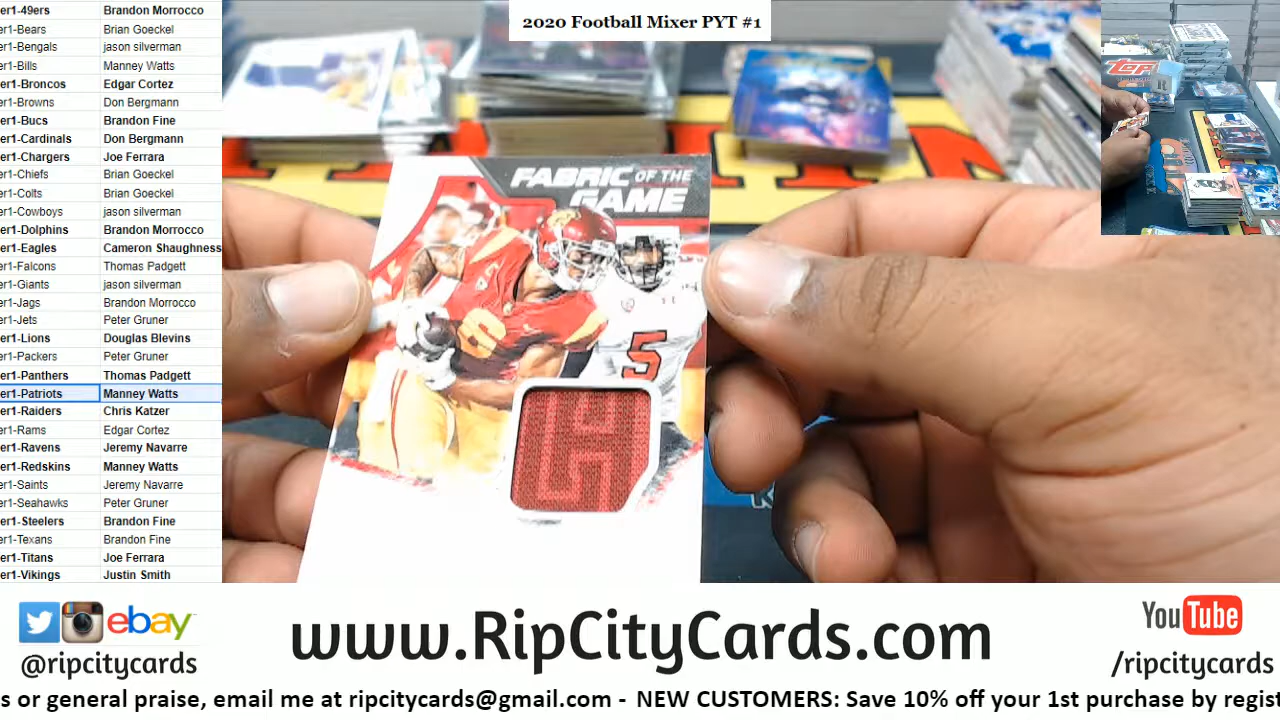 2020 Football Mixer PYT #1
er1-49ers Brandon Morrocco
er1-Bears Brian Goeckel
er1-Bengals jason silverman
er1-Bills Manney Watts
er1-Broncos Edgar Cortez
er1-Browns Don Bergmann
er1-Bucs Brandon Fine
er1-Cardinals Don Bergmann
er1-Chargers Joe Ferrara
er1-Chiefs Brian Goeckel
er1-Colts Brian Goeckel
er1-Cowboys jason silverman
er1-Dolphins Brandon Morrocco
er1-Eagles Cameron Shaughness
er1-Falcons Thomas Padgett
er1-Giants jason silverman
er1-Jags Brandon Morrocco
er1-Jets Peter Gruner
er1-Lions Douglas Blevins
er1-Packers Peter Gruner
er1-Panthers Thomas Padgett
er1-Patriots Manney Watts
er1-Raiders Chris Katzer
er1-Rams Edgar Cortez
er1-Ravens Jeremy Navarre
er1-Redskins Manney Watts
er1-Saints Jeremy Navarre
er1-Seahawks Peter Gruner
er1-Steelers Brandon Fine
er1-Texans Brandon Fine
er1-Titans Joe Ferrara
er1-Vikings Justin Smith
FABRIC OF THE
GAME
5
ebay
@ripcitycards
www.RipCityCards.com
YouTube
/ripcitycards
s or general praise, email me at ripcitycards@gmail.com - NEW CUSTOMERS: Save 10% off your 1st purchase by regist